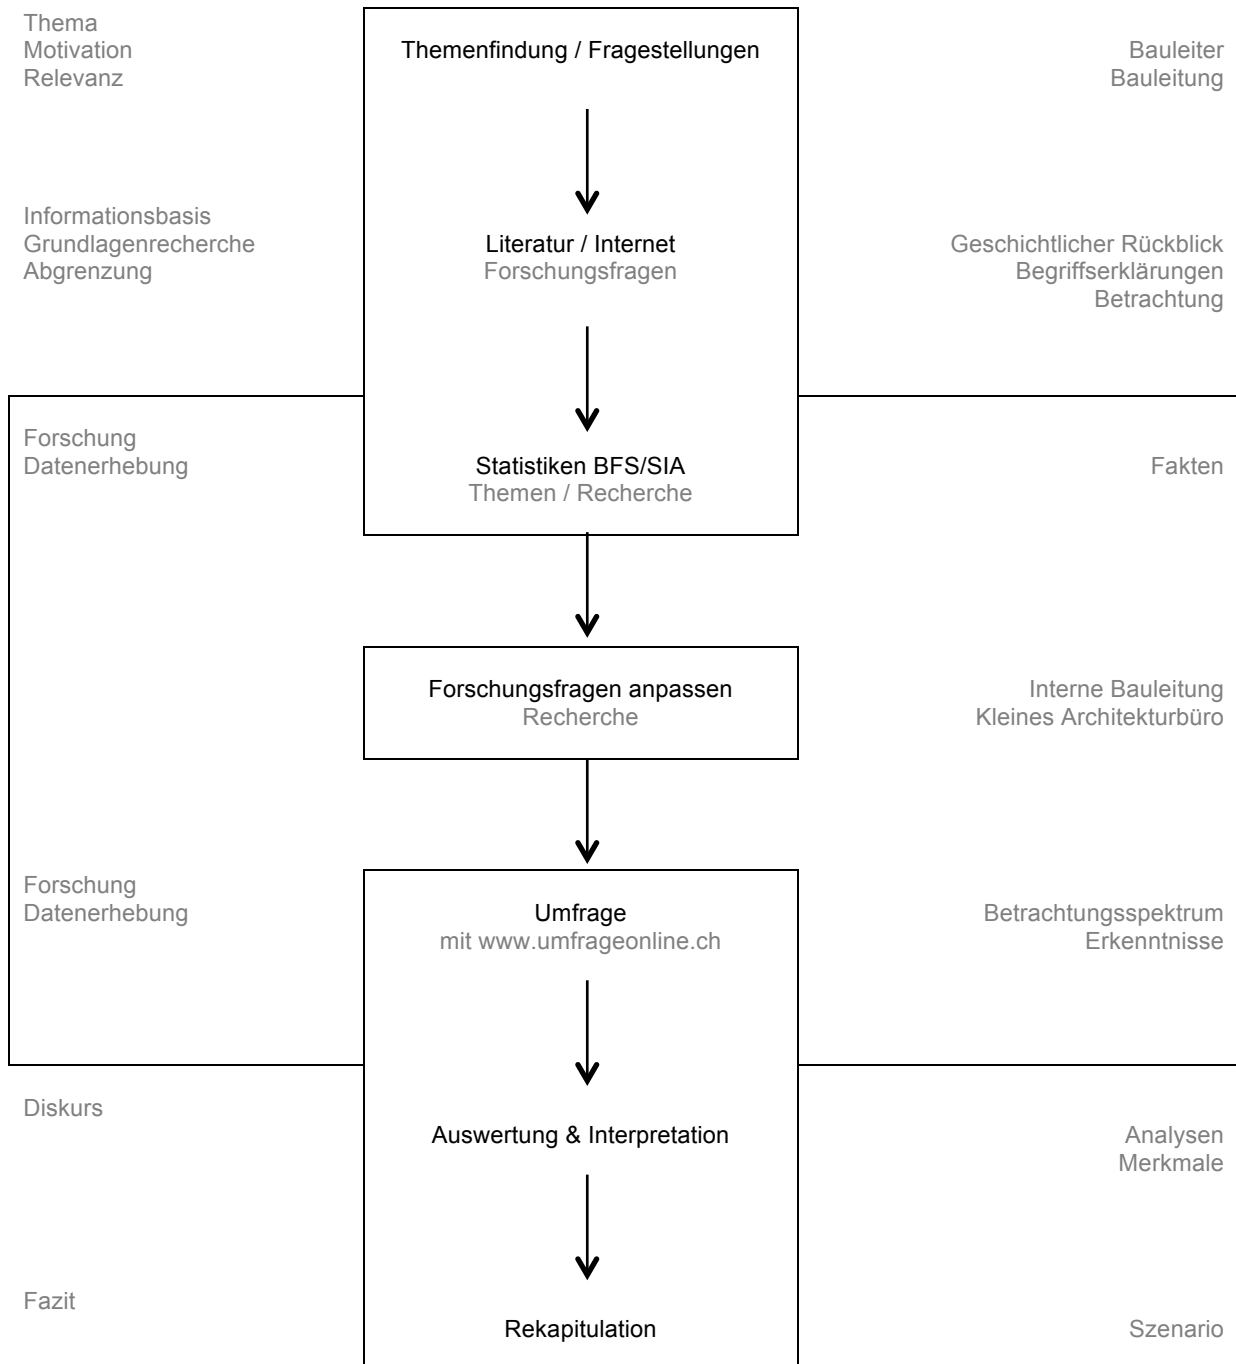 Thema
Motivation
Relevanz
Themenfindung / Fragestellungen
Bauleiter
Bauleitung
Informationsbasis
Grundlagenrecherche
Abgrenzung
Literatur / Internet
Forschungsfragen
Geschichtlicher Rückblick
Begriffserklärungen
Betrachtung
Forschung
Datenerhebung
Statistiken BFS/SIA
Themen / Recherche
Fakten
Forschungsfragen anpassen
Recherche
Interne Bauleitung
Kleines Architekturbüro
Forschung
Datenerhebung
Umfrage
mit www.umfrageonline.ch
Betrachtungsspektrum
Erkenntnisse
Diskurs
Auswertung & Interpretation
Analysen
Merkmale
Fazit
Rekapitulation
Szenario